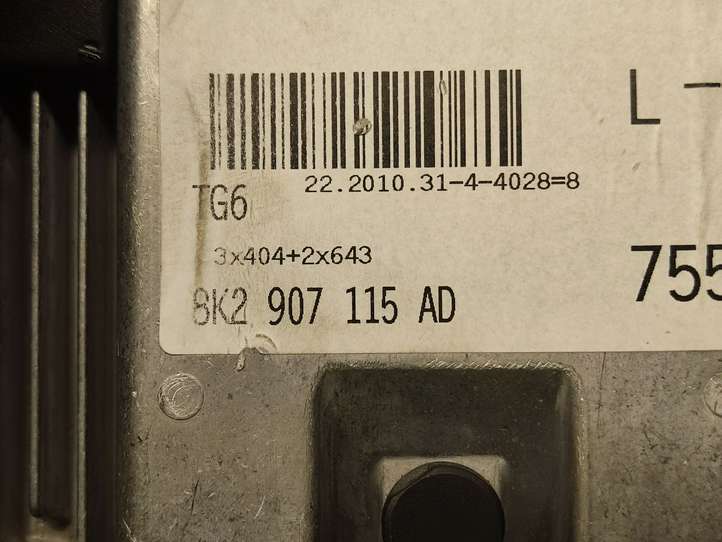 L -
22.2010.31-4-4028=8
TG6
3x404+2x643
755
8K2 907 115 AD